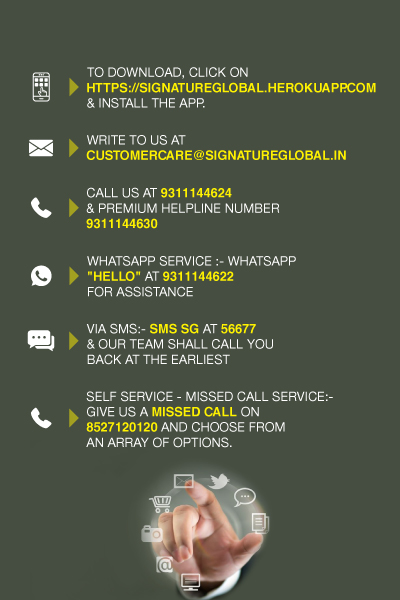 TO DOWNLOAD, CLICK ON
HTTPS://SIGNATUREGLOBAL.HEROKUAPP.COM
& INSTALL THE APP.
WRITE TO US AT
CUSTOMERCARE@SIGNATUREGLOBAL.IN
CALL US AT 9311144624
& PREMIUM HELPLINE NUMBER
9311144630
WHATSAPP SERVICE :- WHATSAPP
"HELLO" AT 9311144622
FOR ASSISTANCE
VIA SMS:- SMS SG AT 56677
& OUR TEAM SHALL CALL YOU
BACK AT THE EARLIEST
SELF SERVICE - MISSED CALL SERVICE:-
GIVE US A MISSED CALL ON
8527120120 AND CHOOSE FROM
AN ARRAY OF OPTIONS.